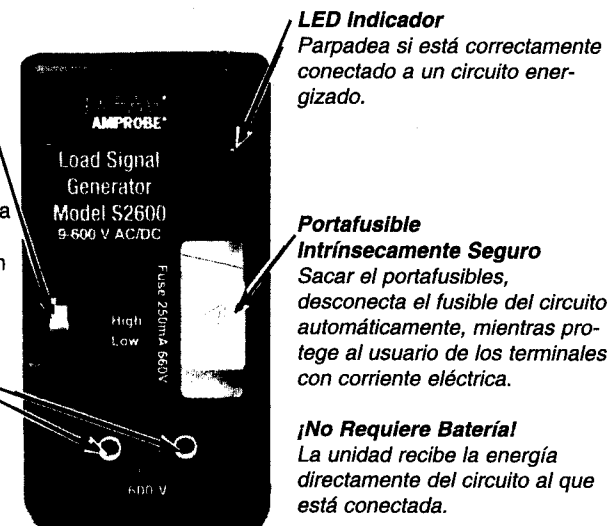 LED Indicador
Parpadea si está correctamente
conectado a un circuito ener-
gizado.
AMPROBE®
Load Signal
Generator
Model S2600
9-600 V AC/DC
a
n
High
Low
Fuse 250mA 660V
600 V
Portafusible
Intrínsecamente Seguro
Sacar el portafusibles,
desconecta el fusible del circuito
automáticamente, mientras pro-
tege al usuario de los terminales
con corriente eléctrica.
¡No Requiere Batería!
La unidad recibe la energía
directamente del circuito al que
está conectada.